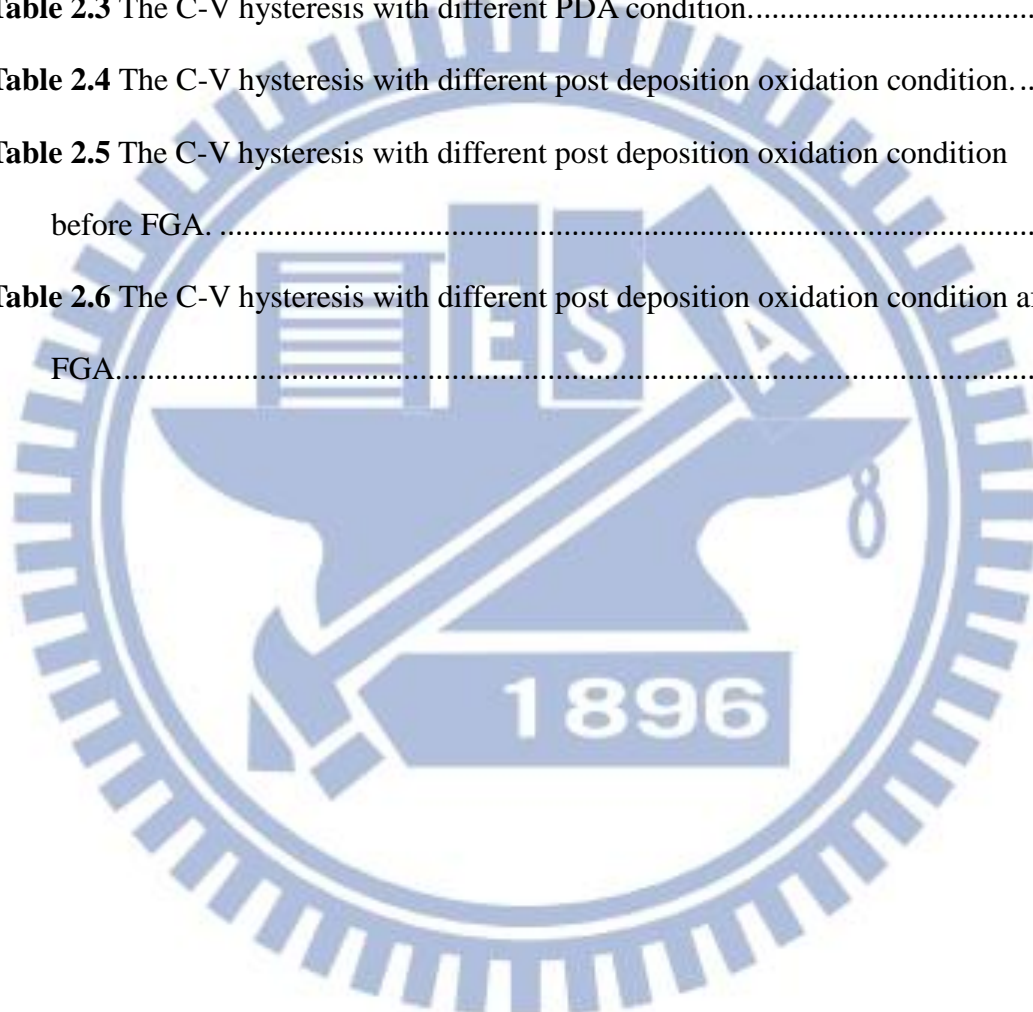 Table 2.3 The C-V hysteresis with different PDA condition.....................................
Table 2.4 The C-V hysteresis with different post deposition oxidation condition. ..
Table 2.5 The C-V hysteresis with different post deposition oxidation condition
before FGA. .......................................................................................................
Table 2.6 The C-V hysteresis with different post deposition oxidation condition
FGA....................................................................................................................
E S A
1896